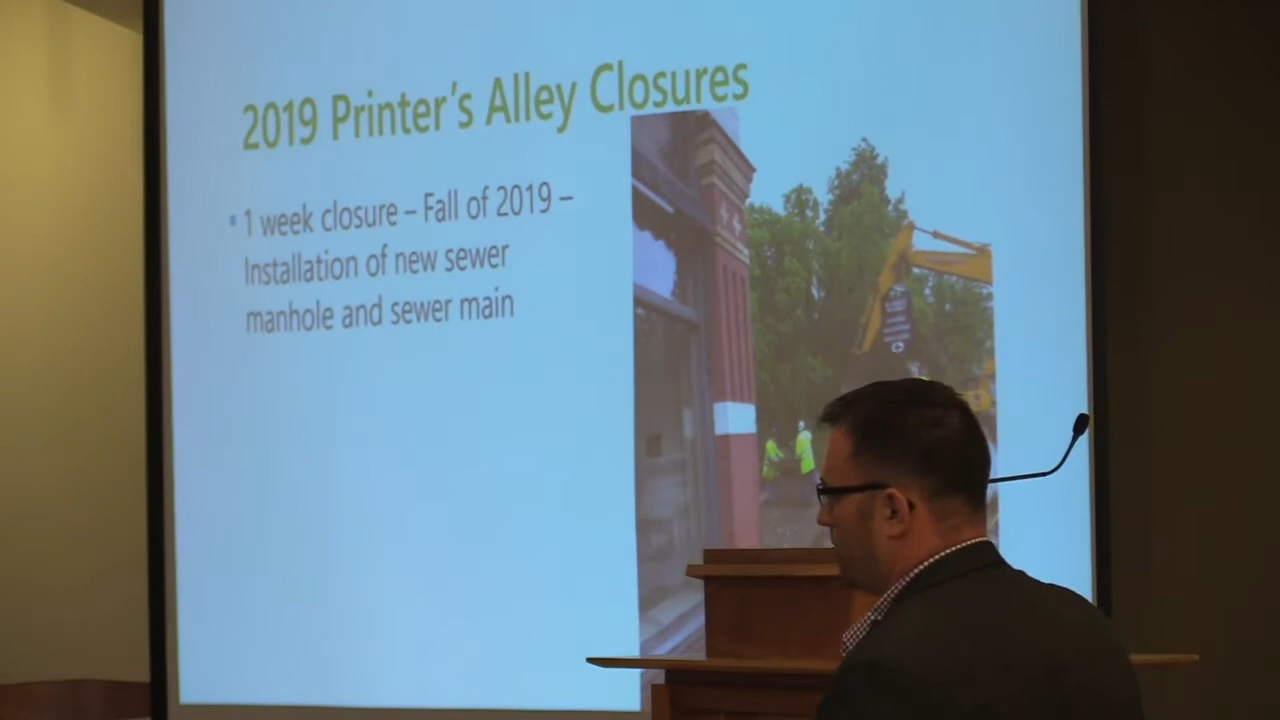 2019 Printer's Alley Closures
▪ 1 week closure – Fall of 2019 –
Installation of new sewer
manhole and sewer main